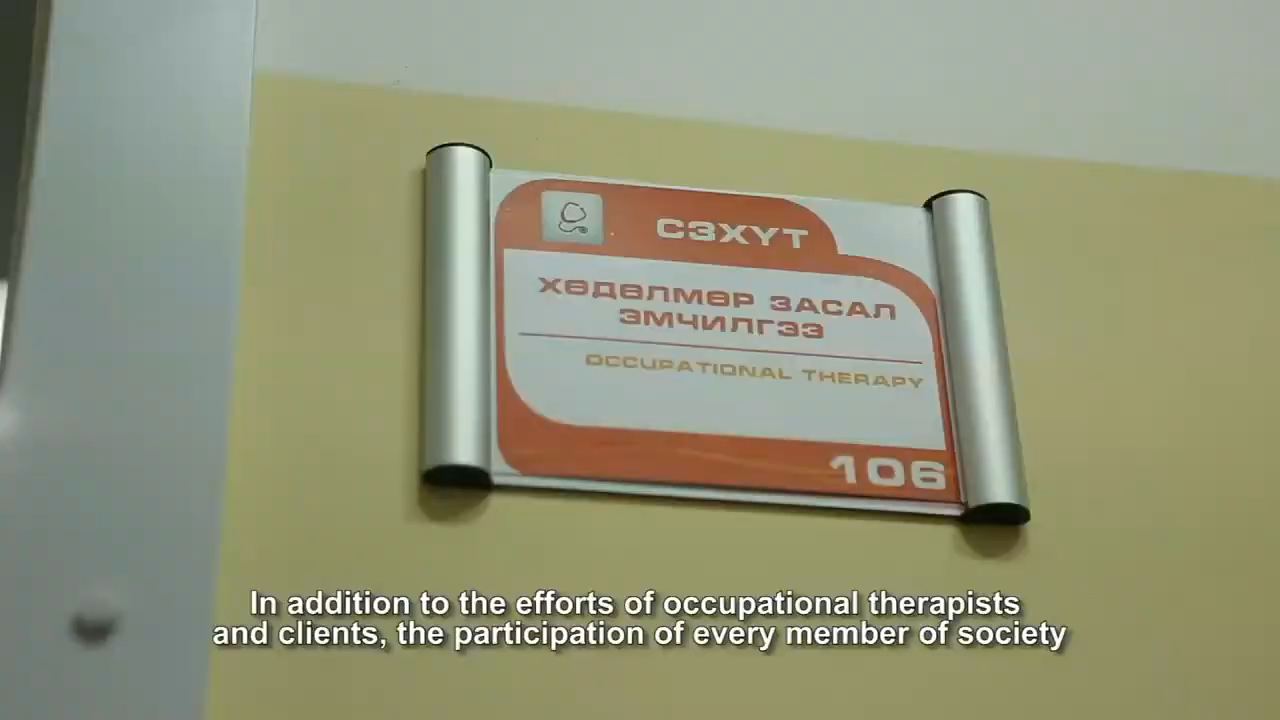 СЗХҮТ
ХӨДӨЛМӨР ЗАСАЛ
ЭМЧИЛГЭЭ
OCCUPATIONAL THERAPY
106
In addition to the efforts of occupational therapists
and clients, the participation of every member of society